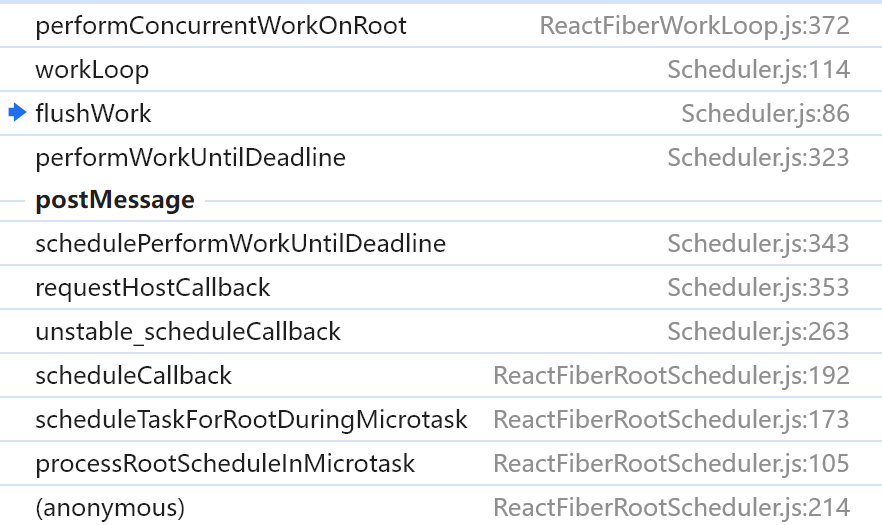 performConcurrentWorkOnRoot ReactFiberWorkLoop.js:372
workLoop Scheduler.js:114
flushWork Scheduler.js:86
performWorkUntilDeadline Scheduler.js:323
postMessage
schedulePerformWorkUntilDeadline Scheduler.js:343
requestHostCallback Scheduler.js:353
unstable_scheduleCallback Scheduler.js:263
scheduleCallback ReactFiberRootScheduler.js:192
scheduleTaskForRootDuringMicrotask ReactFiberRootScheduler.js:173
processRootScheduleInMicrotask ReactFiberRootScheduler.js:105
(anonymous) ReactFiberRootScheduler.js:214